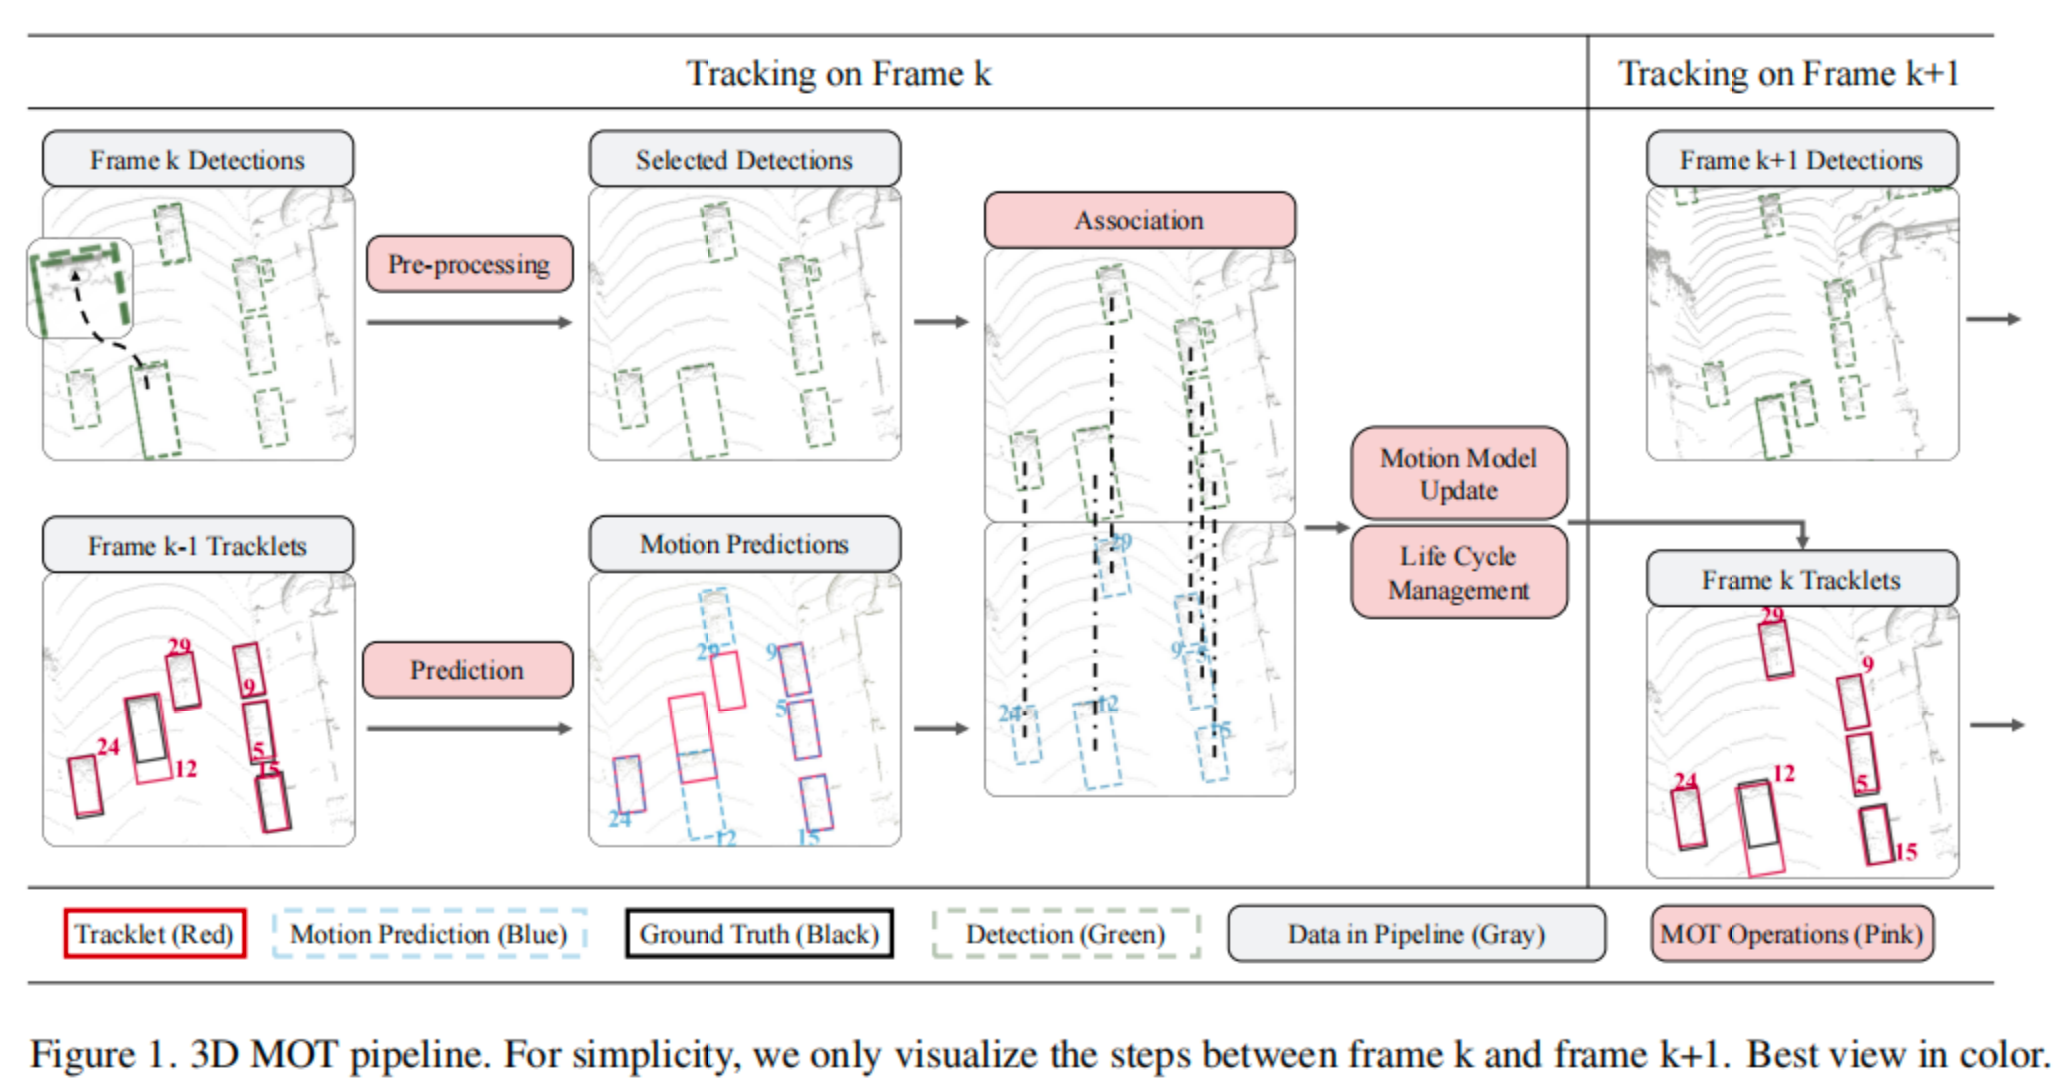 Tracking on Frame k
Tracking on Frame k+1
Frame k Detections
Pre-processing
Selected Detections
Association
Frame k+1 Detections
Frame k-1 Tracklets
29
9
24
12
5
15
Prediction
Motion Predictions
29
9
5
24
12
15
29
9
5
24
12
15
Motion Model
Update
Life Cycle
Management
Frame k Tracklets
29
9
24
12
5
15
Tracklet (Red)
Motion Prediction (Blue)
Ground Truth (Black)
Detection (Green)
Data in Pipeline (Gray)
MOT Operations (Pink)
Figure 1. 3D MOT pipeline. For simplicity, we only visualize the steps between frame k and frame k+1. Best view in color.